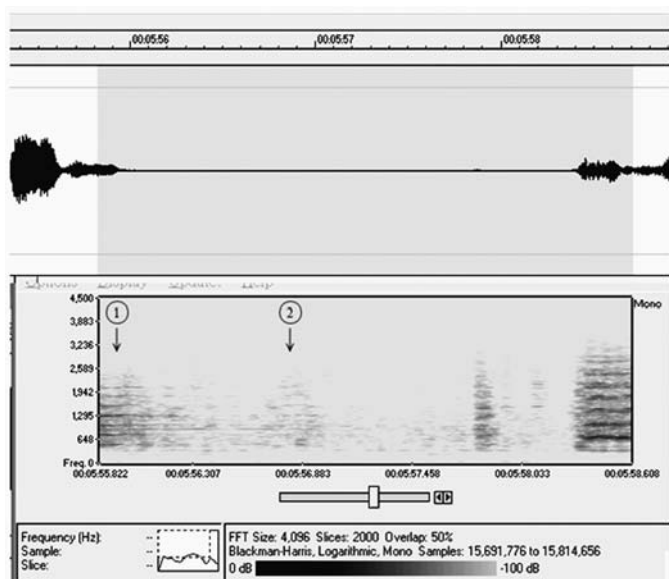 00:05:56 00:05:57 00:05:58
Options Display Help
4,500 Mono
1 2
3,883
3,236
2,589
1,942
1,295
648
Freq. 0
00:05:55.822 00:05:56.307 00:05:56.883 00:05:57.458 00:05:58.033 00:05:58.608
Frequency (Hz): --
Sample: --
Slice: --
FFT Size: 4,096 Slices: 2000 Overlap: 50%
Blackman-Harris, Logarithmic, Mono Samples: 15,691,776 to 15,814,656
0 dB -100 dB